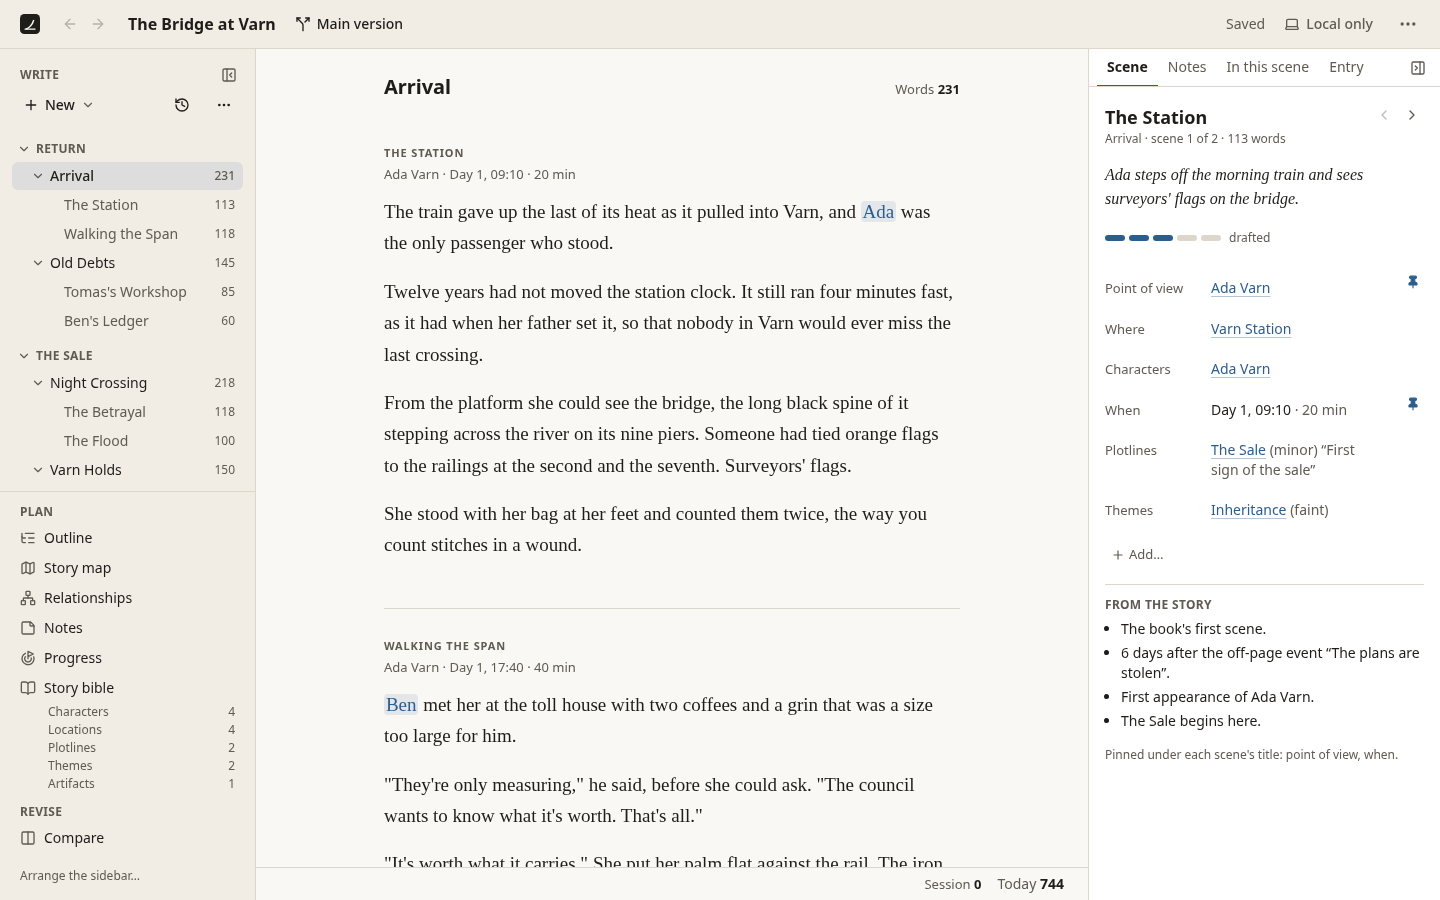 The Bridge at Varn
Main version
Saved
Local only
WRITE
New
RETURN
Arrival 231
The Station 113
Walking the Span 118
Old Debts 145
Tomas's Workshop 85
Ben's Ledger 60
THE SALE
Night Crossing 218
The Betrayal 118
The Flood 100
Varn Holds 150
PLAN
Outline
Story map
Relationships
Notes
Progress
Story bible
Characters 4
Locations 4
Plotlines 2
Themes 2
Artifacts 1
REVISE
Compare
Arrange the sidebar...
Arrival
Words 231
THE STATION
Ada Varn · Day 1, 09:10 · 20 min
The train gave up the last of its heat as it pulled into Varn, and Ada was
the only passenger who stood.
Twelve years had not moved the station clock. It still ran four minutes fast,
as it had when her father set it, so that nobody in Varn would ever miss the
last crossing.
From the platform she could see the bridge, the long black spine of it
stepping across the river on its nine piers. Someone had tied orange flags
to the railings at the second and the seventh. Surveyors' flags.
She stood with her bag at her feet and counted them twice, the way you
count stitches in a wound.
WALKING THE SPAN
Ada Varn · Day 1, 17:40 · 40 min
Ben met her at the toll house with two coffees and a grin that was a size
too large for him.
"They're only measuring," he said, before she could ask. "The council
wants to know what it's worth. That's all."
"It's worth what it carries." She put her palm flat against the rail. The iron
Session 0
Today 744
Scene
Notes
In this scene
Entry
The Station
Arrival · scene 1 of 2 · 113 words
Ada steps off the morning train and sees
surveyors' flags on the bridge.
drafted
Point of view Ada Varn
Where Varn Station
Characters Ada Varn
When Day 1, 09:10 · 20 min
Plotlines The Sale (minor) “First
sign of the sale”
Themes Inheritance (faint)
Add...
FROM THE STORY
The book's first scene.
6 days after the off-page event “The plans are
stolen”.
First appearance of Ada Varn.
The Sale begins here.
Pinned under each scene's title: point of view, when.